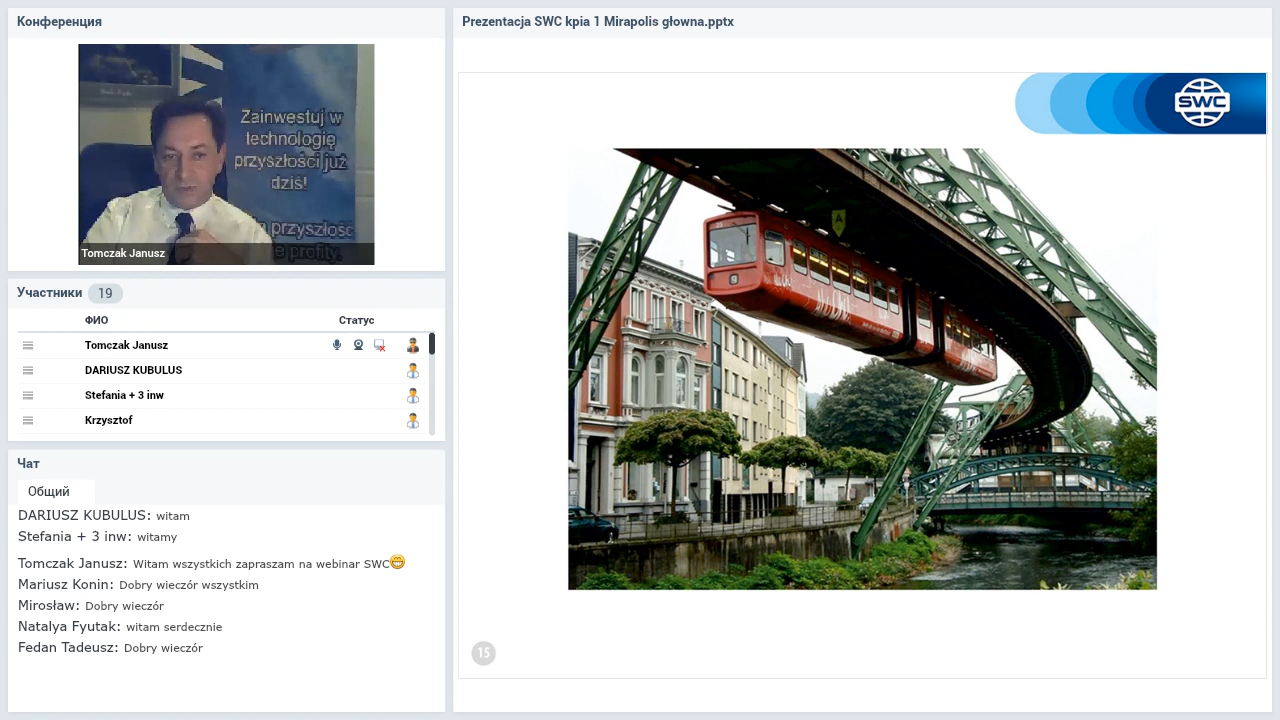 Конференция
Zainwestuj w
technologię
przyszłości już
dziś!
przyszłość
e profity.
Tomczak Janusz
Участники 19
ФИО Статус
Tomczak Janusz
DARIUSZ KUBULUS
Stefania + 3 inw
Krzysztof
Чат
Общий
DARIUSZ KUBULUS: witam
Stefania + 3 inw: witamy
Tomczak Janusz: Witam wszystkich zapraszam na webinar SWC
Mariusz Konin: Dobry wieczór wszystkim
Mirosław: Dobry wieczór
Natalya Fyutak: witam serdecznie
Fedan Tadeusz: Dobry wieczór
Prezentacja SWC kpia 1 Mirapolis głowna.pptx
SWC
A
15